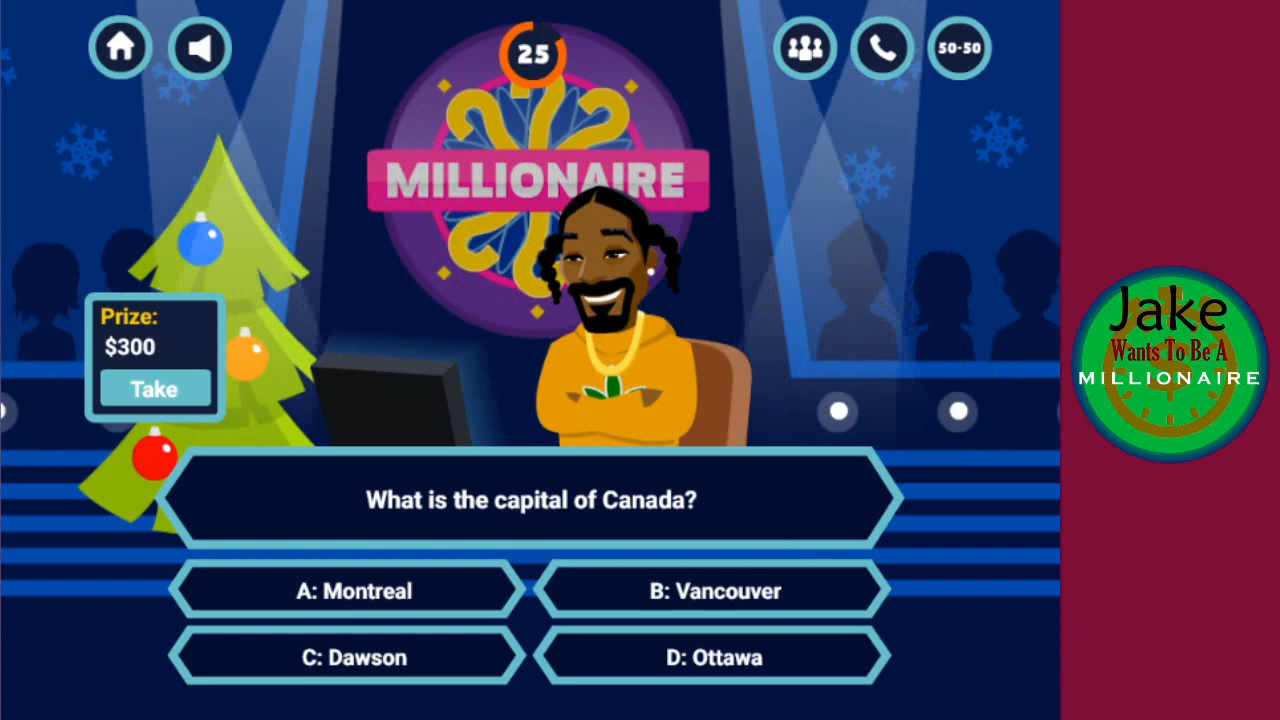 25
50-50
MILLIONAIRE
Prize:
$300
Take
Jake
Wants To Be A
MILLIONAIRE
What is the capital of Canada?
A: Montreal
B: Vancouver
C: Dawson
D: Ottawa